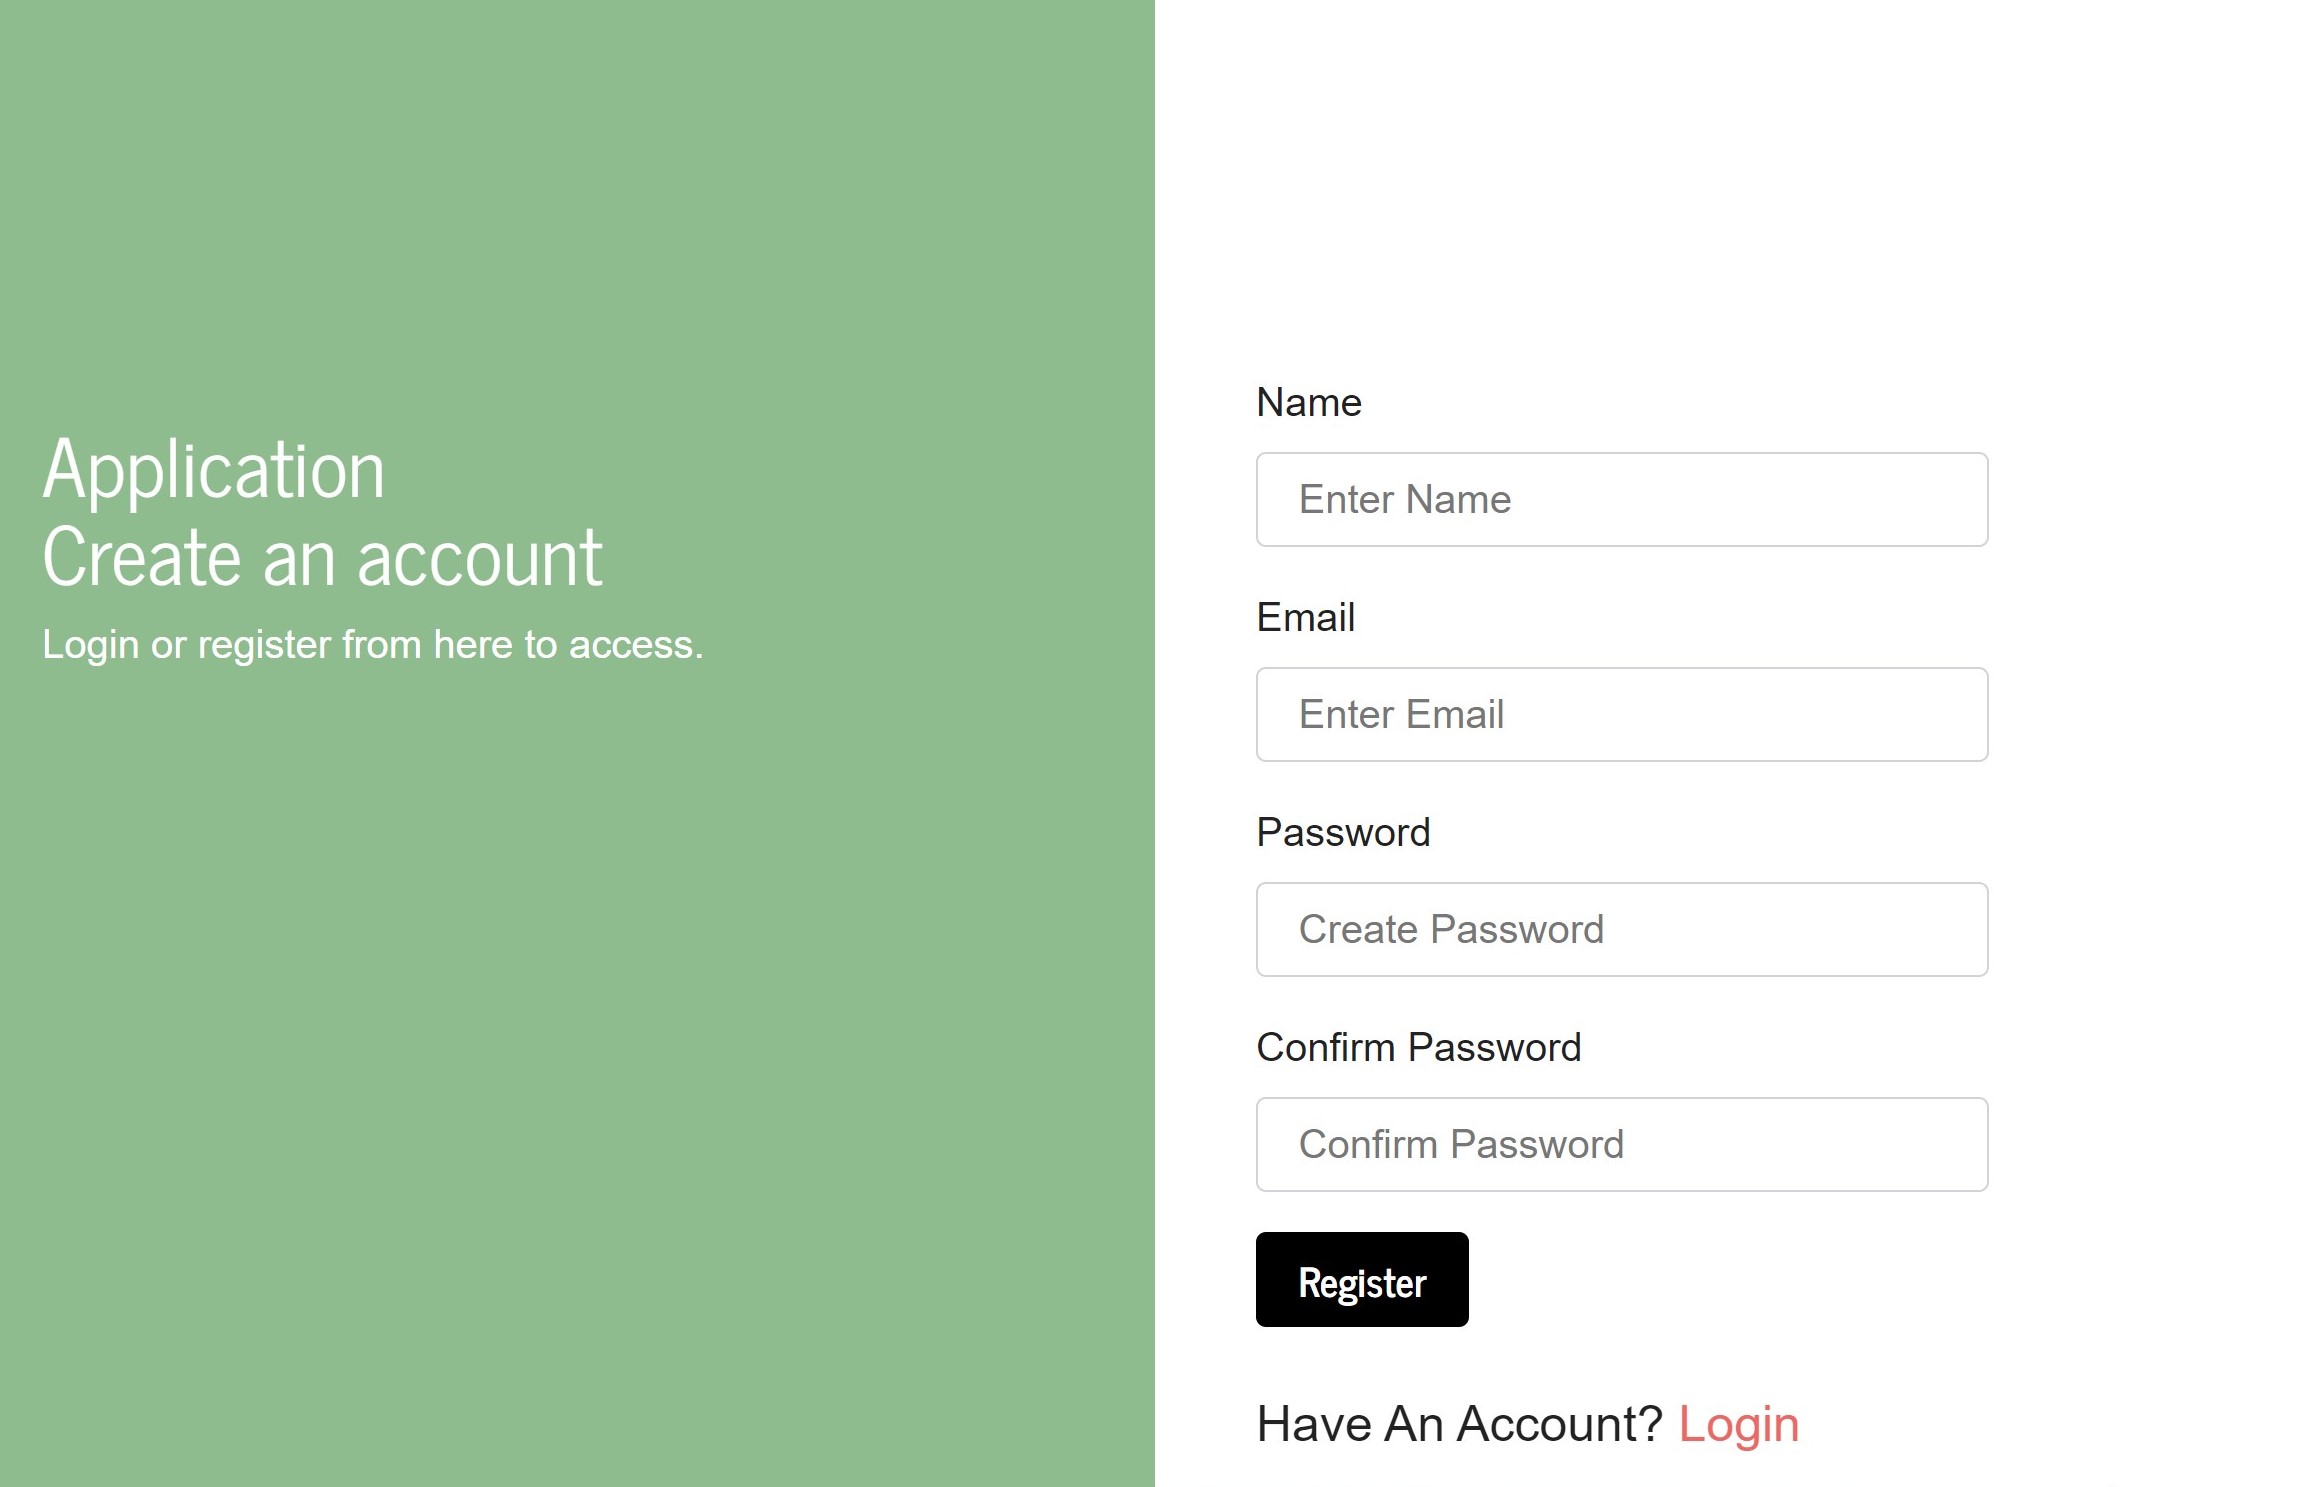 Application
Create an account
Login or register from here to access.
Name
Enter Name
Email
Enter Email
Password
Create Password
Confirm Password
Confirm Password
Register
Have An Account? Login